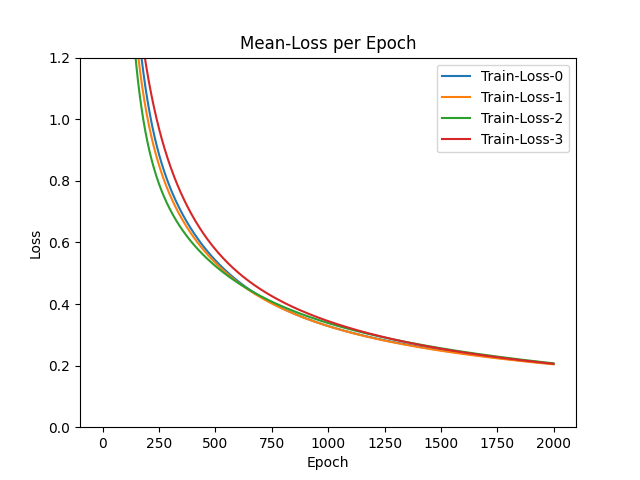 Mean-Loss per Epoch
1.2
1.0
0.8
0.6
0.4
0.2
0.0
Loss
Train-Loss-0
Train-Loss-1
Train-Loss-2
Train-Loss-3
0 250 500 750 1000 1250 1500 1750 2000
Epoch